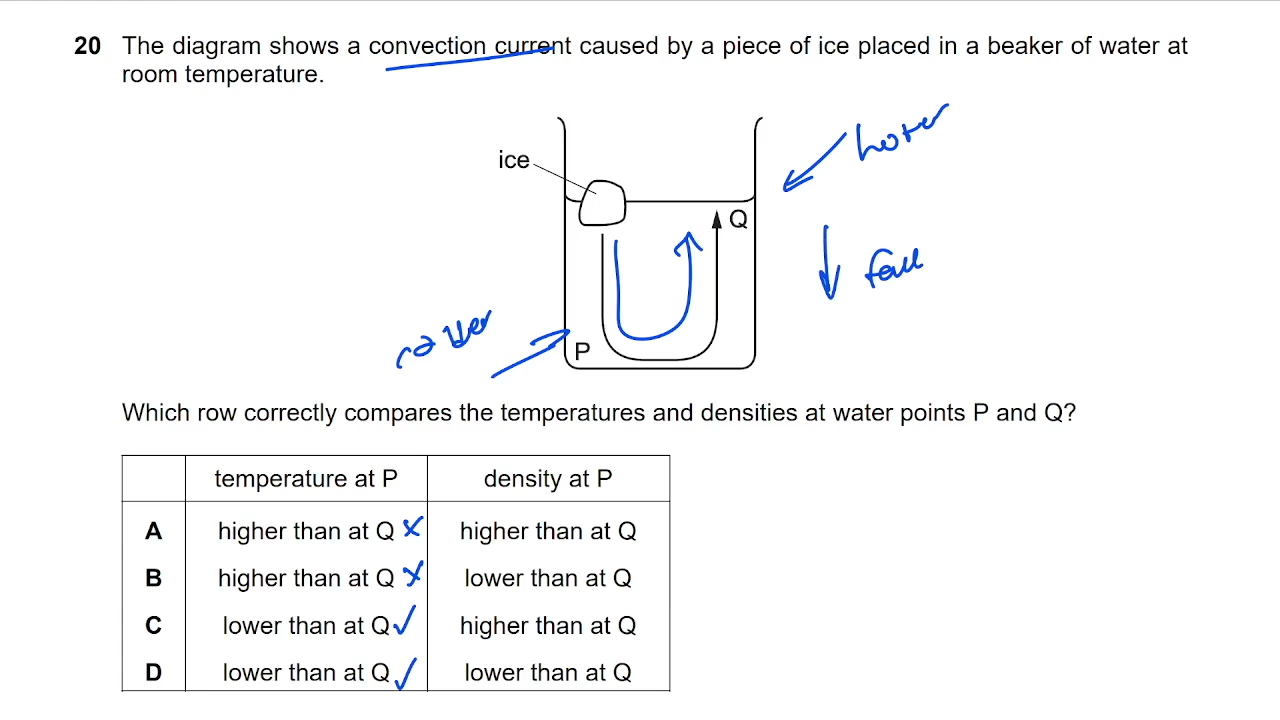 20 The diagram shows a convection current caused by a piece of ice placed in a beaker of water at
room temperature.
hotter
ice
Q
fall
colder
P
Which row correctly compares the temperatures and densities at water points P and Q?
temperature at P density at P
A higher than at Q ✗ higher than at Q
B higher than at Q ✗ lower than at Q
C lower than at Q ✓ higher than at Q
D lower than at Q ✓ lower than at Q